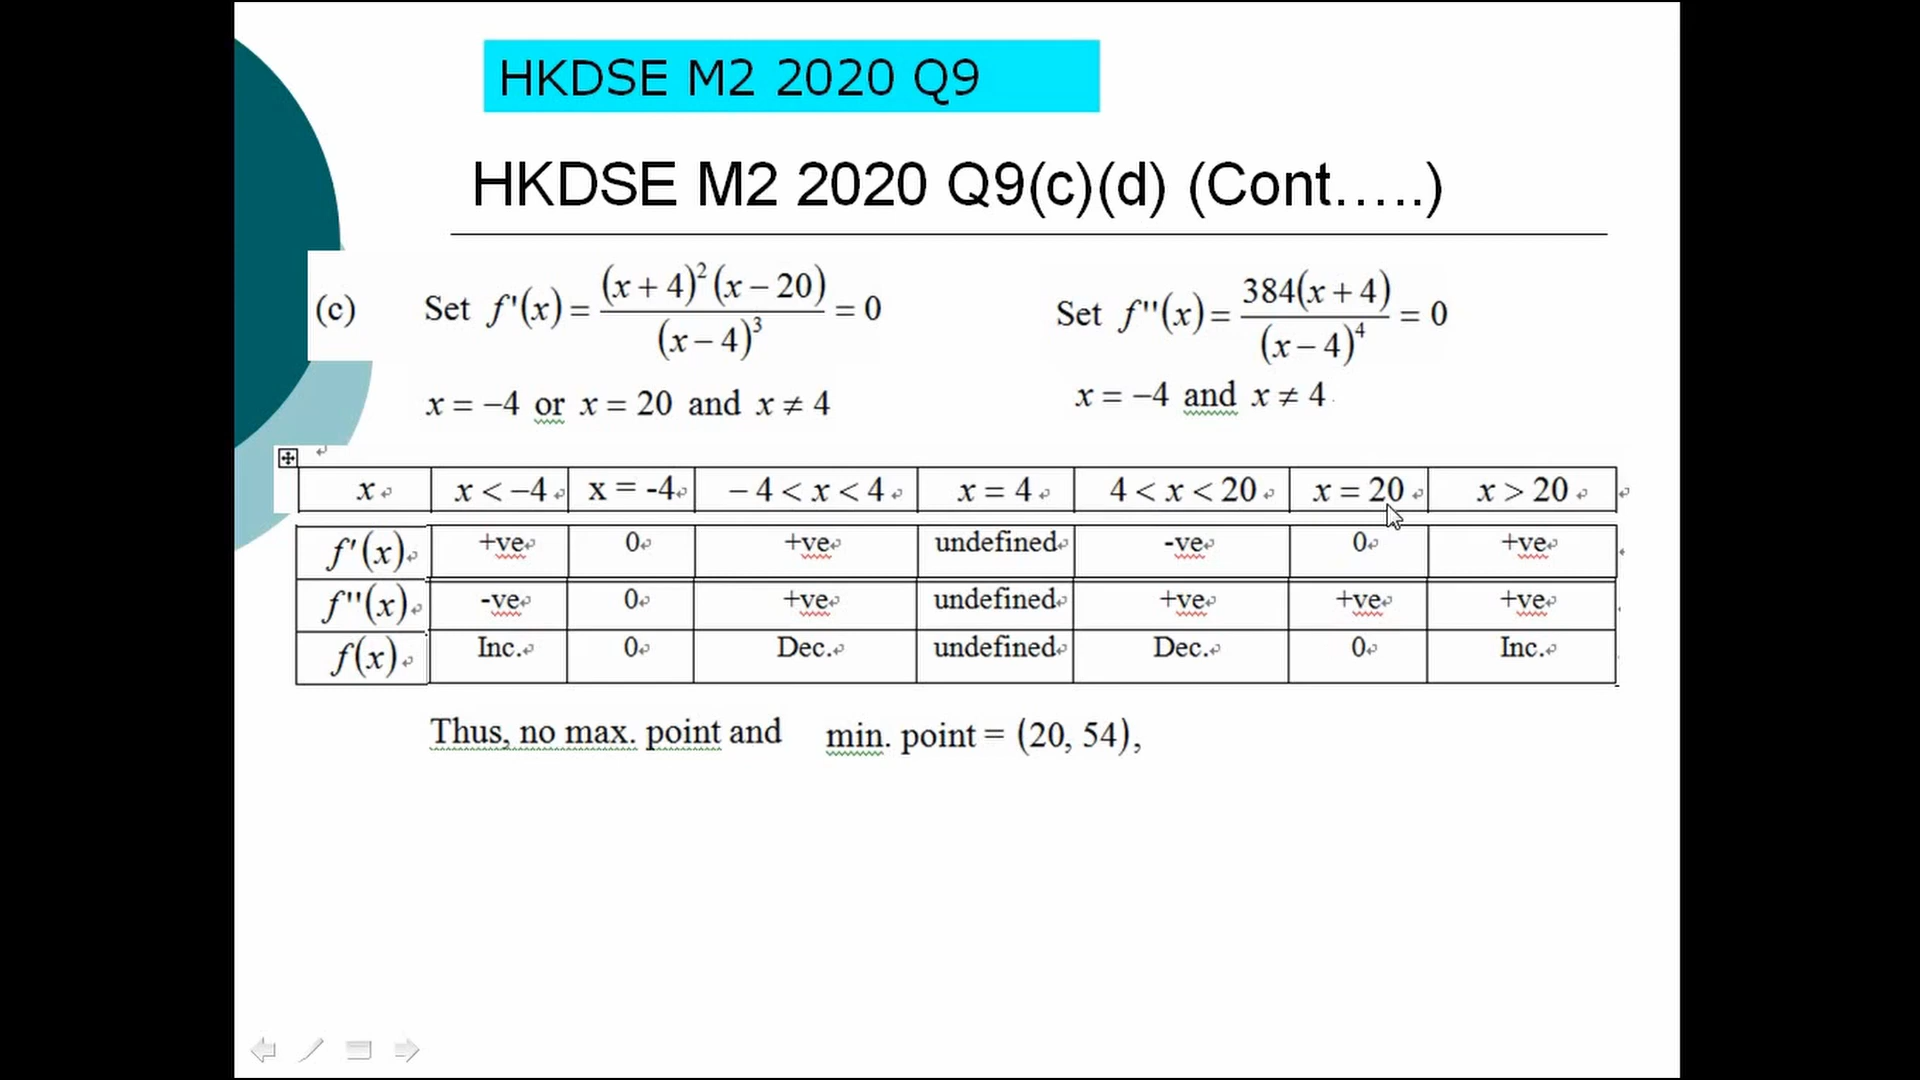 HKDSE M2 2020 Q9
HKDSE M2 2020 Q9(c)(d) (Cont…..)
(c) Set f'(x) = (x + 4)²(x − 20) / (x − 4)³ = 0 Set f''(x) = 384(x + 4) / (x − 4)⁴ = 0
x = −4 or x = 20 and x ≠ 4 x = −4 and x ≠ 4
x x < −4 x = -4 − 4 < x < 4 x = 4 4 < x < 20 x = 20 x > 20
f'(x) +ve 0 +ve undefined -ve 0 +ve
f''(x) -ve 0 +ve undefined +ve +ve +ve
f(x) Inc. 0 Dec. undefined Dec. 0 Inc.
Thus, no max. point and min. point = (20, 54),